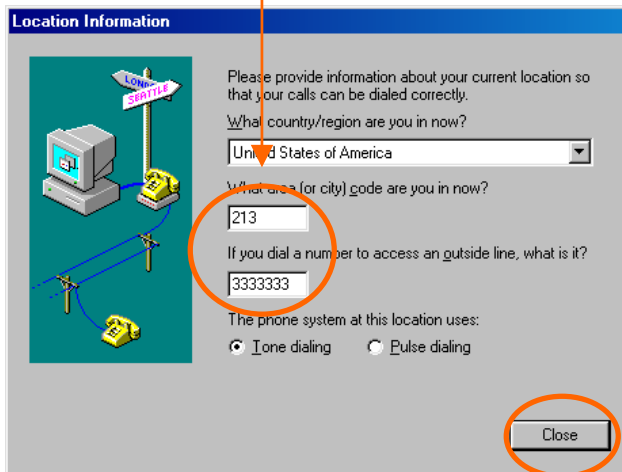 Location Information
LONDO
SEATTLE
Please provide information about your current location so
that your calls can be dialed correctly.
What country/region are you in now?
United States of America
What area (or city) code are you in now?
213
If you dial a number to access an outside line, what is it?
3333333
The phone system at this location uses:
Tone dialing
Pulse dialing
Close